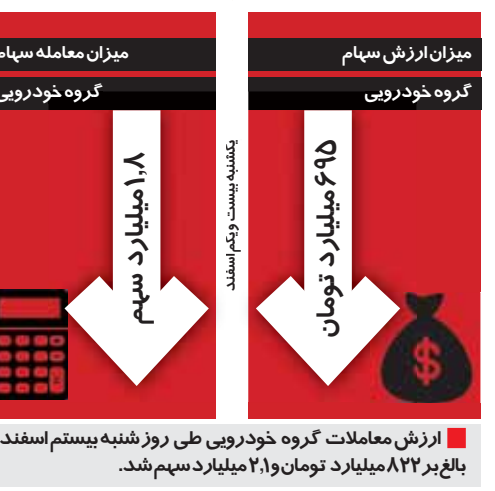 میزان ارزش سهام
گروه خودرویی
۶۹۵ میلیارد تومان
یکشنبه بیست و یکم اسفند
میزان معامله سهام
گروه خودرویی
۱,۸ میلیارد سهم
$
ارزش معاملات گروه خودرویی طی روز شنبه بیستم اسفند
بالغ بر ۸۲۲ میلیارد تومان و ۲,۱ میلیارد سهم شد.